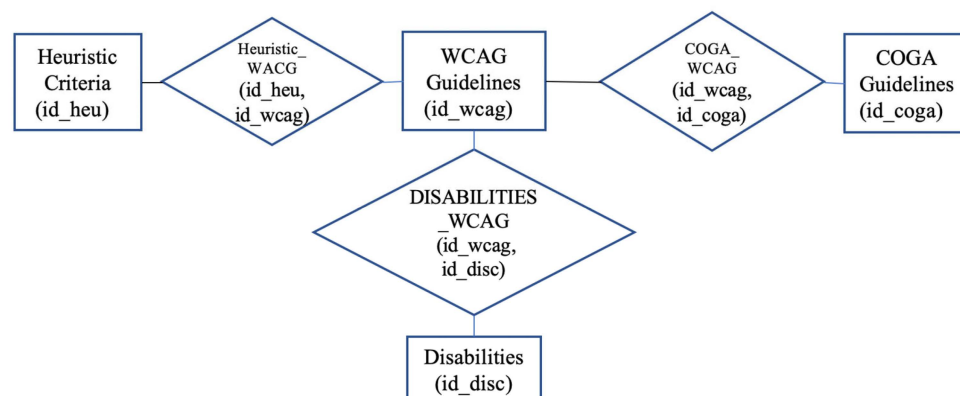 Heuristic
Criteria
(id_heu)
Heuristic_
WACG
(id_heu,
id_wcag)
WCAG
Guidelines
(id_wcag)
COGA_
WCAG
(id_wcag,
id_coga)
COGA
Guidelines
(id_coga)
DISABILITIES
_WCAG
(id_wcag,
id_disc)
Disabilities
(id_disc)